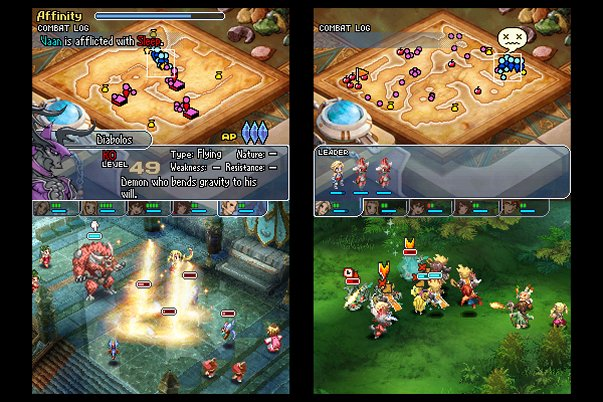 Affinity
COMBAT LOG
Vaan is afflicted with Sleep.
AP
Diabolos
LEVEL 49
Type: Flying Nature: —
Weakness: — Resistance: —
Demon who bends gravity to his
will.
COMBAT LOG
LEADER